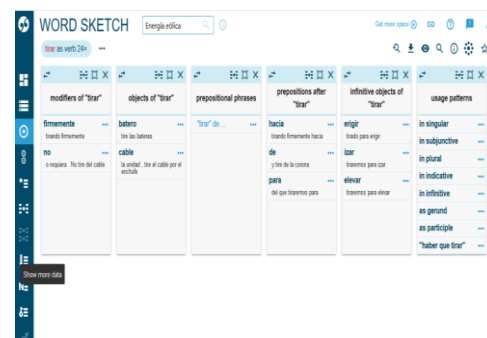 WORD SKETCH
Energía eólica
Get more space
tirar as verb 24×
modifiers of "tirar"
firmemente
tirando firmemente
no
o requiera . No tire del cable
objects of "tirar"
batero
tire las bateras
cable
la unidad , tire el cable por el
enchufe
prepositional phrases
"tirar" de ...
prepositions after
"tirar"
hacia
tirando firmemente hacia
de
y tire de la corona
para
del que tiraremos para
infinitive objects of
"tirar"
erigir
tirado para erigir
izar
tiraremos para izar
elevar
tiraremos para elevar
usage patterns
in singular
in subjunctive
in plural
in indicative
in infinitive
as gerund
as participle
"haber que tirar"
Show more data